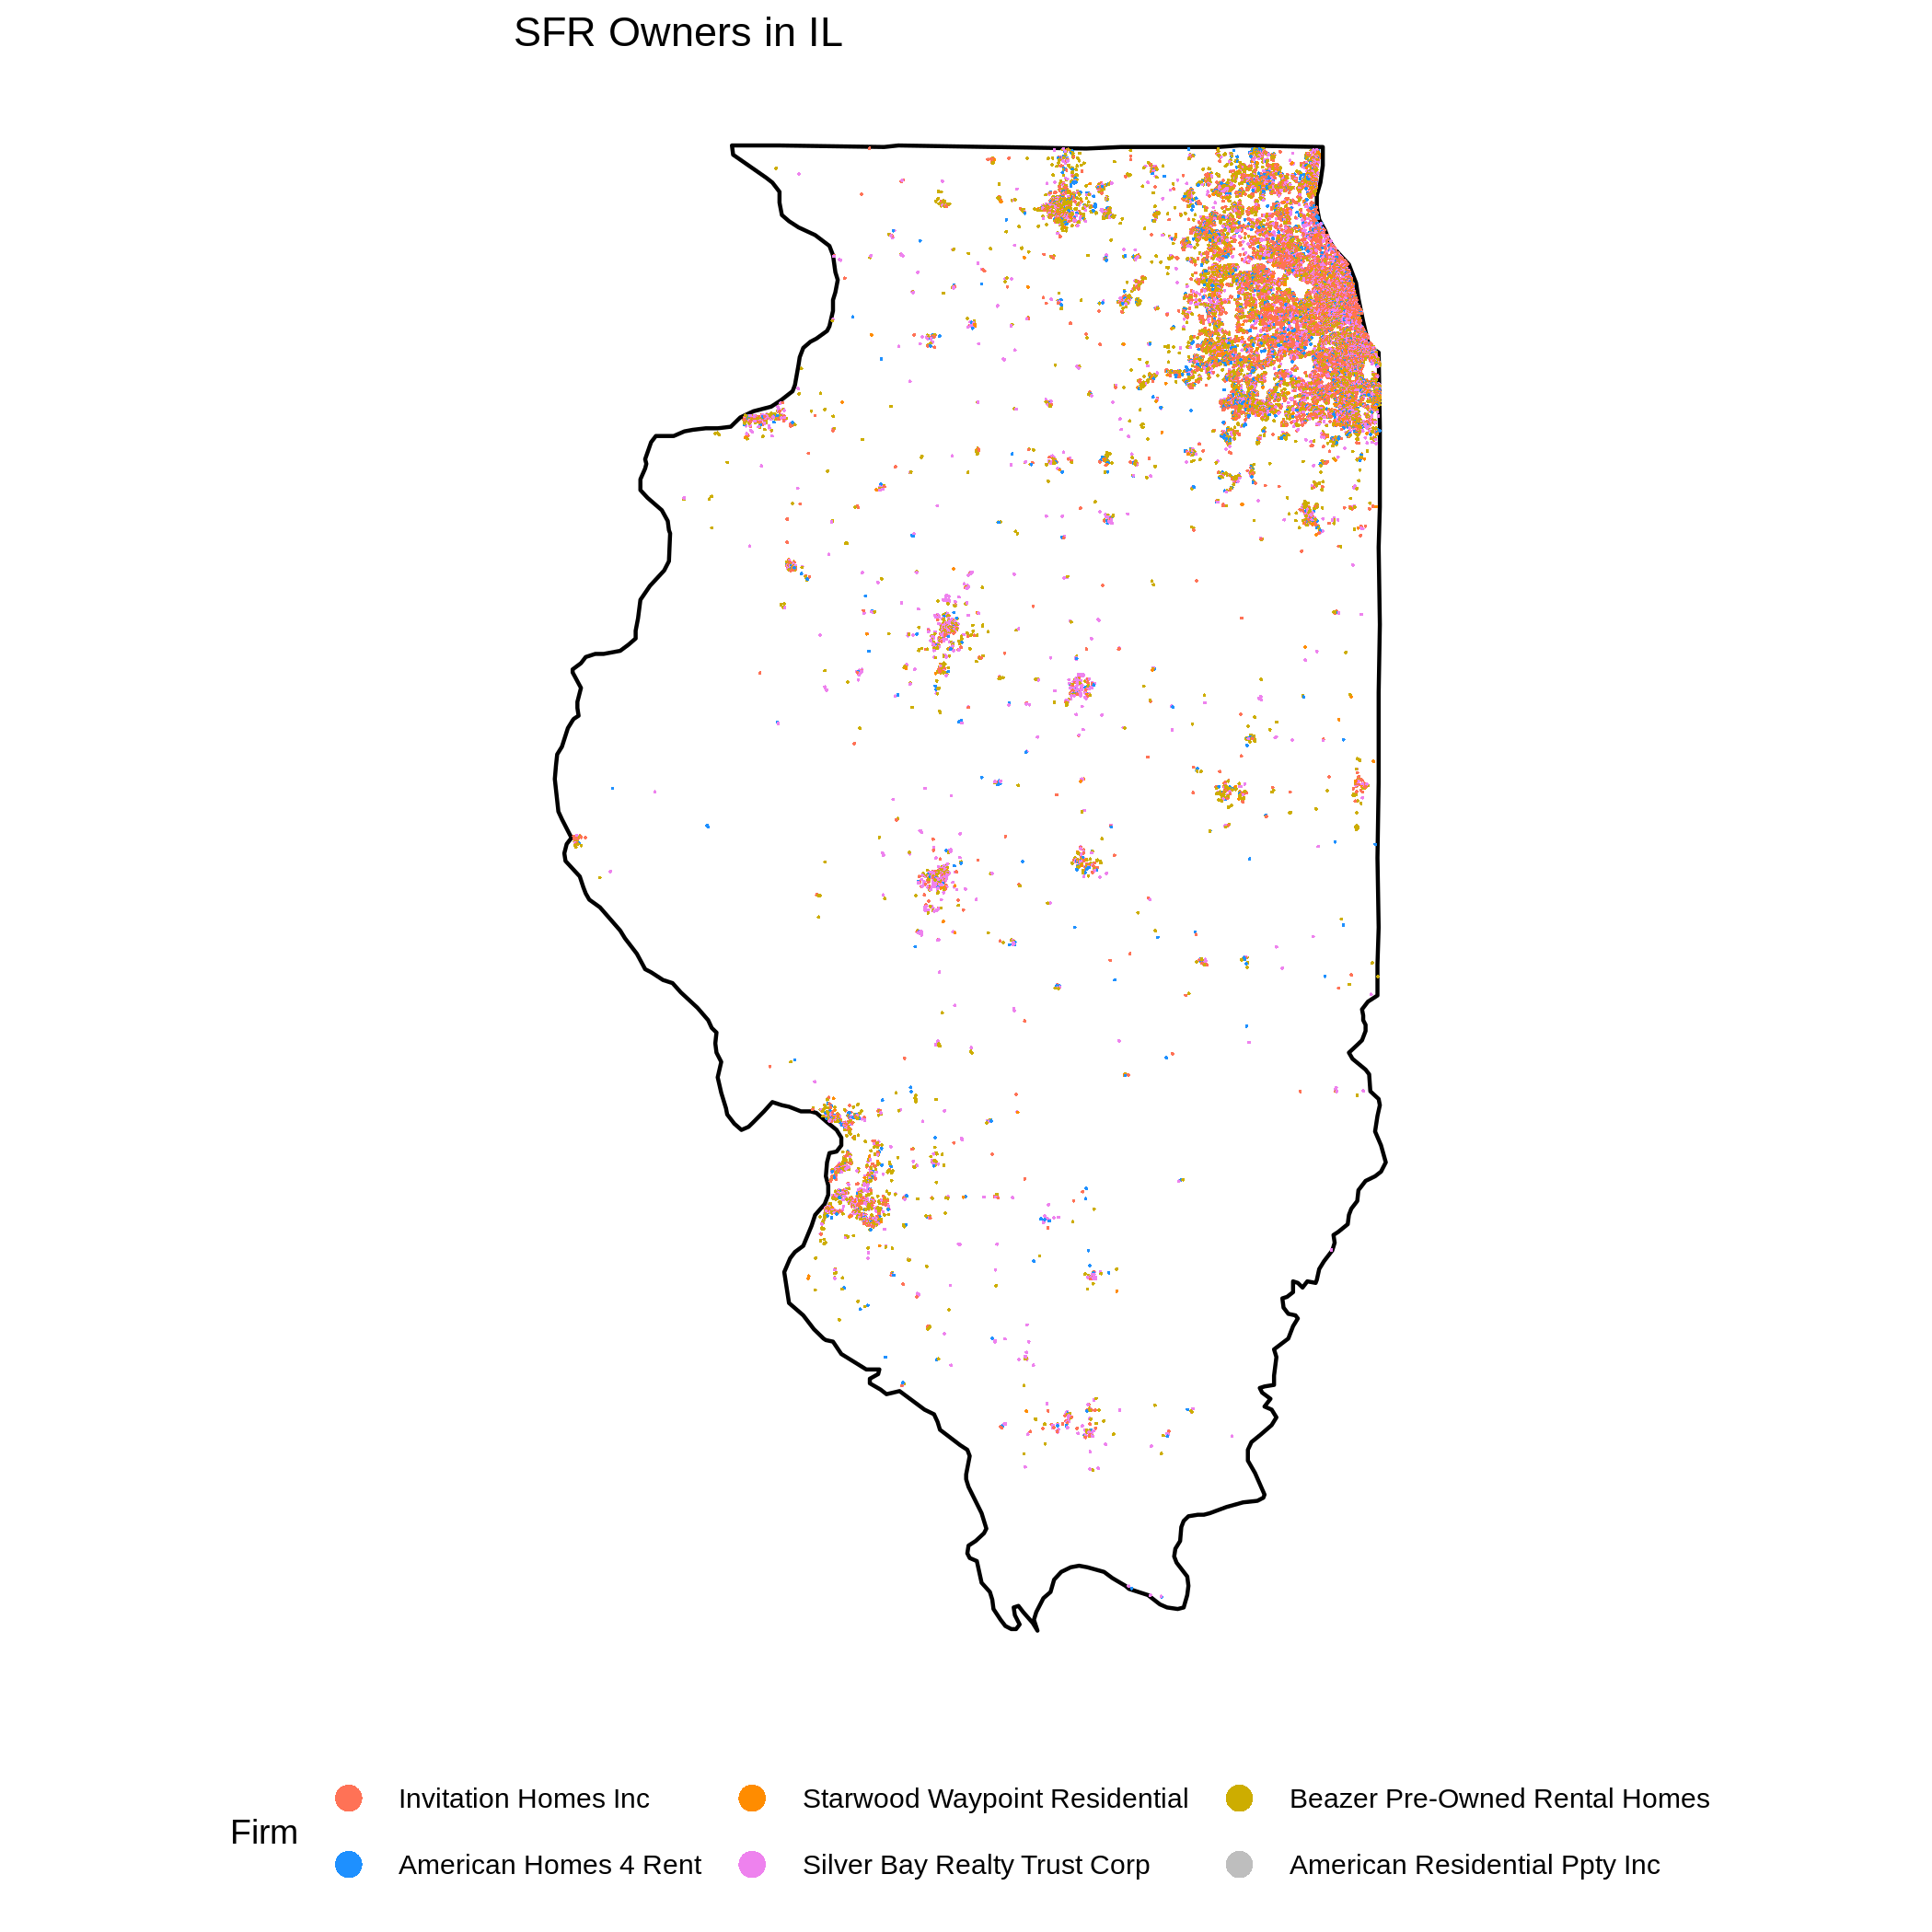 SFR Owners in IL
Firm
Invitation Homes Inc
Starwood Waypoint Residential
Beazer Pre-Owned Rental Homes
American Homes 4 Rent
Silver Bay Realty Trust Corp
American Residential Ppty Inc